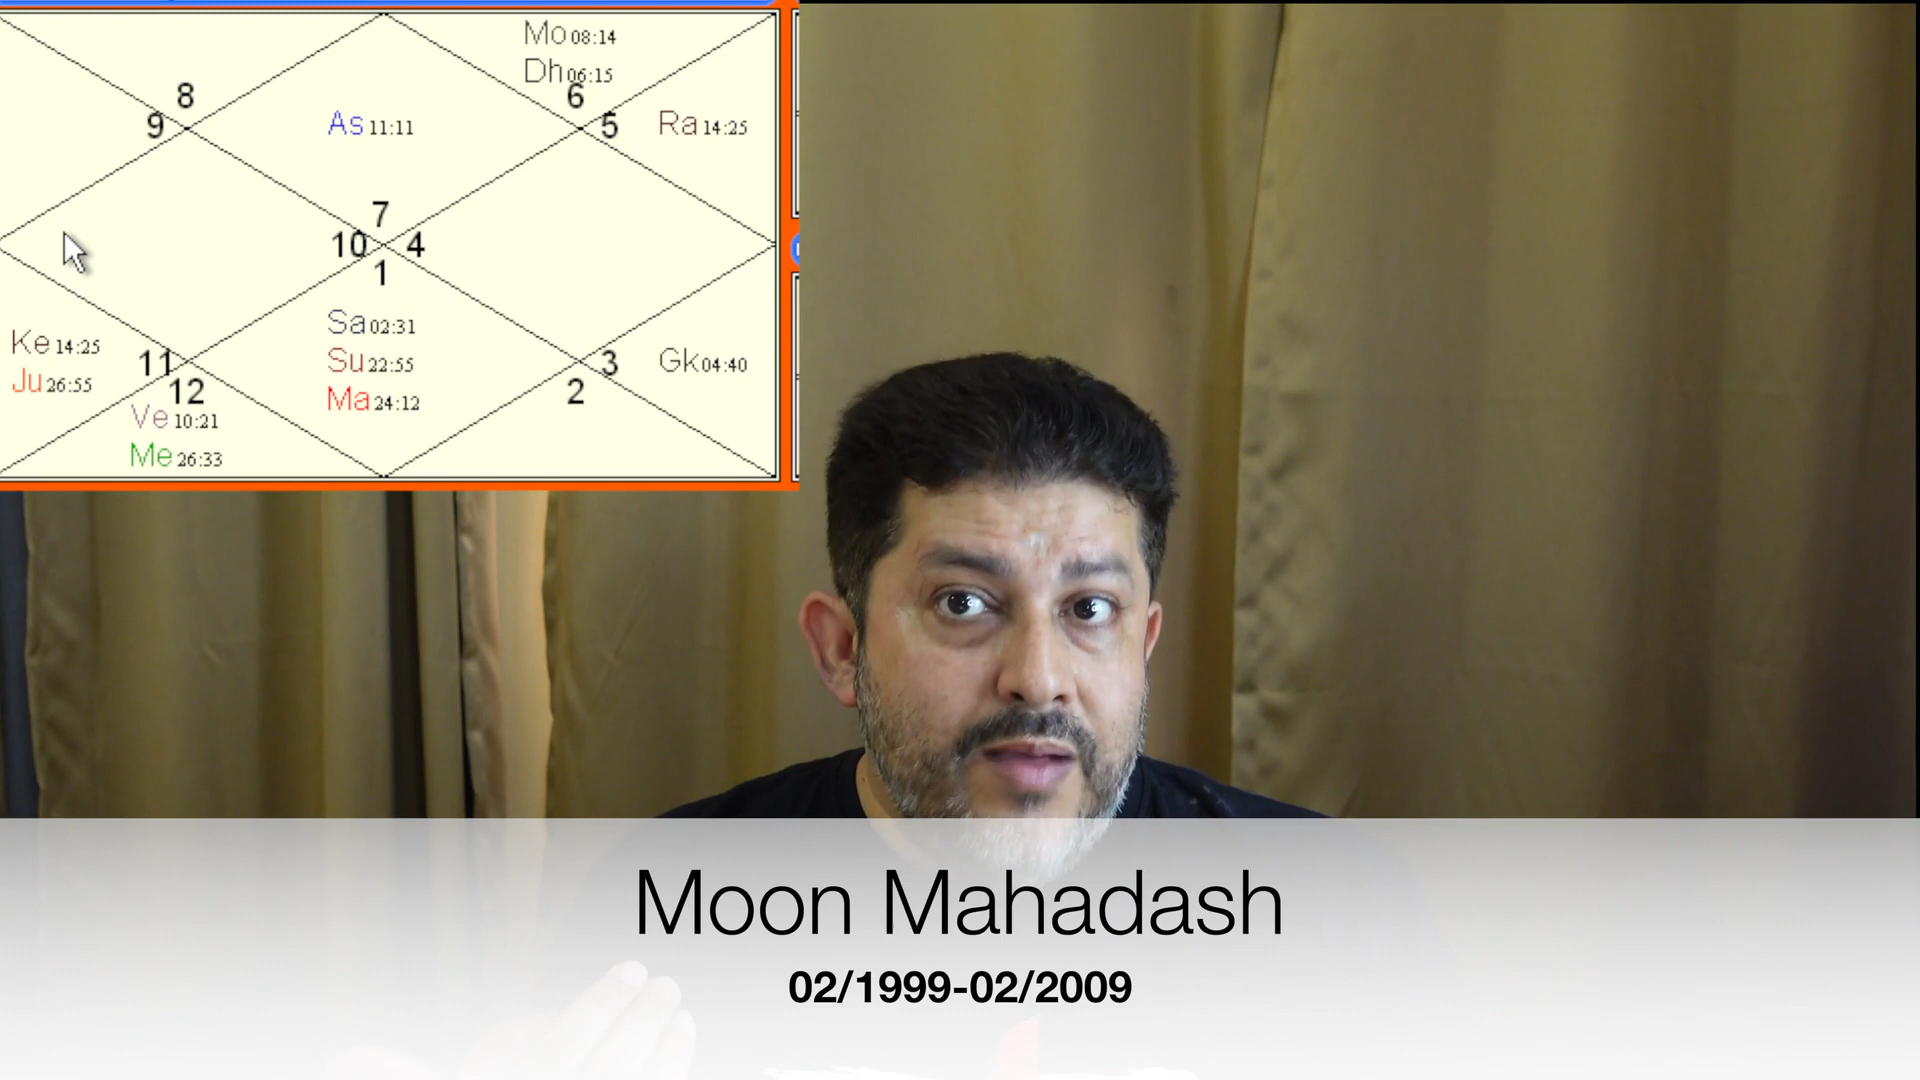 Mo 08:14
Dh 06:15
8
6
9
As 11:11
5
Ra 14:25
7
10
4
1
Sa 02:31
Ke 14:25
11
Su 22:55
3
Gk 04:40
Ju 26:55
12
Ma 24:12
2
Ve 10:21
Me 26:33
Moon Mahadash
02/1999-02/2009